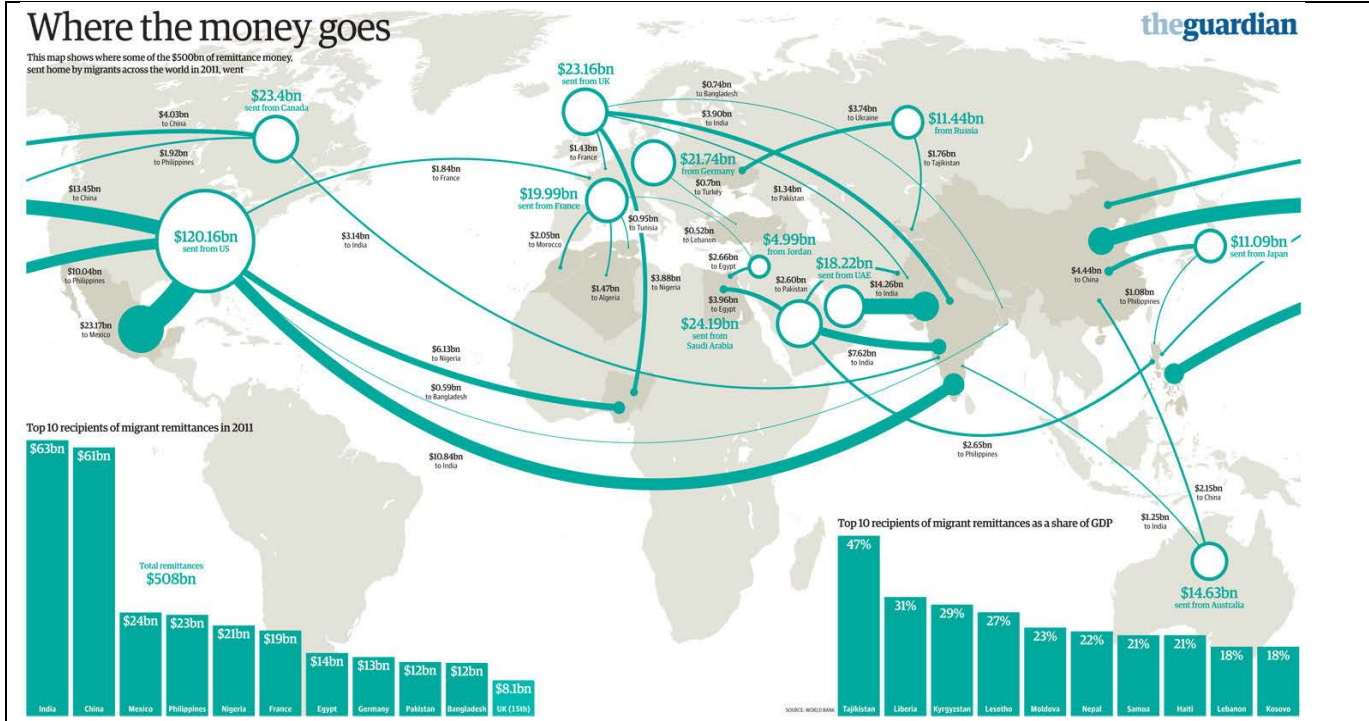 Where the money goes
theguardian
This map shows where some of the $500bn of remittance money,
sent home by migrants across the world in 2011, went
$23.4bn
sent from Canada
$4.03bn
to China
$1.92bn
to Philippines
$13.45bn
to China
$120.16bn
sent from US
$10.04bn
to Philippines
$23.17bn
to Mexico
$3.14bn
to India
$1.84bn
to France
$6.13bn
to Nigeria
$0.59bn
to Bangladesh
$10.84bn
to India
$23.16bn
sent from UK
$0.74bn
to Bangladesh
$3.90bn
to India
$1.43bn
to France
$21.74bn
from Germany
$0.7bn
to Turkey
$1.34bn
to Pakistan
$19.99bn
sent from France
$0.95bn
to Tunisia
$2.05bn
to Morocco
$1.47bn
to Algeria
$0.52bn
to Lebanon
$3.88bn
to Nigeria
$3.74bn
to Ukraine
$11.44bn
from Russia
$1.76bn
to Tajikistan
$4.99bn
from Jordan
$2.66bn
to Egypt
$2.60bn
to Pakistan
$18.22bn
sent from UAE
$14.26bn
to India
$3.96bn
to Egypt
$24.19bn
sent from
Saudi Arabia
$7.62bn
to India
$2.65bn
to Philippines
$11.09bn
sent from Japan
$4.44bn
to China
$1.08bn
to Philippines
$2.15bn
to China
$1.25bn
to India
$14.63bn
sent from Australia
Top 10 recipients of migrant remittances in 2011
$63bn
$61bn
$24bn
$23bn
$21bn
$19bn
$14bn
$13bn
$12bn
$12bn
$8.1bn
Total remittances
$508bn
India
China
Mexico
Philippines
Nigeria
France
Egypt
Germany
Pakistan
Bangladesh
UK (15th)
Top 10 recipients of migrant remittances as a share of GDP
47%
31%
29%
27%
23%
22%
21%
21%
18%
18%
SOURCE: WORLD BANK
Tajikistan
Liberia
Kyrgyzstan
Lesotho
Moldova
Nepal
Samoa
Haiti
Lebanon
Kosovo